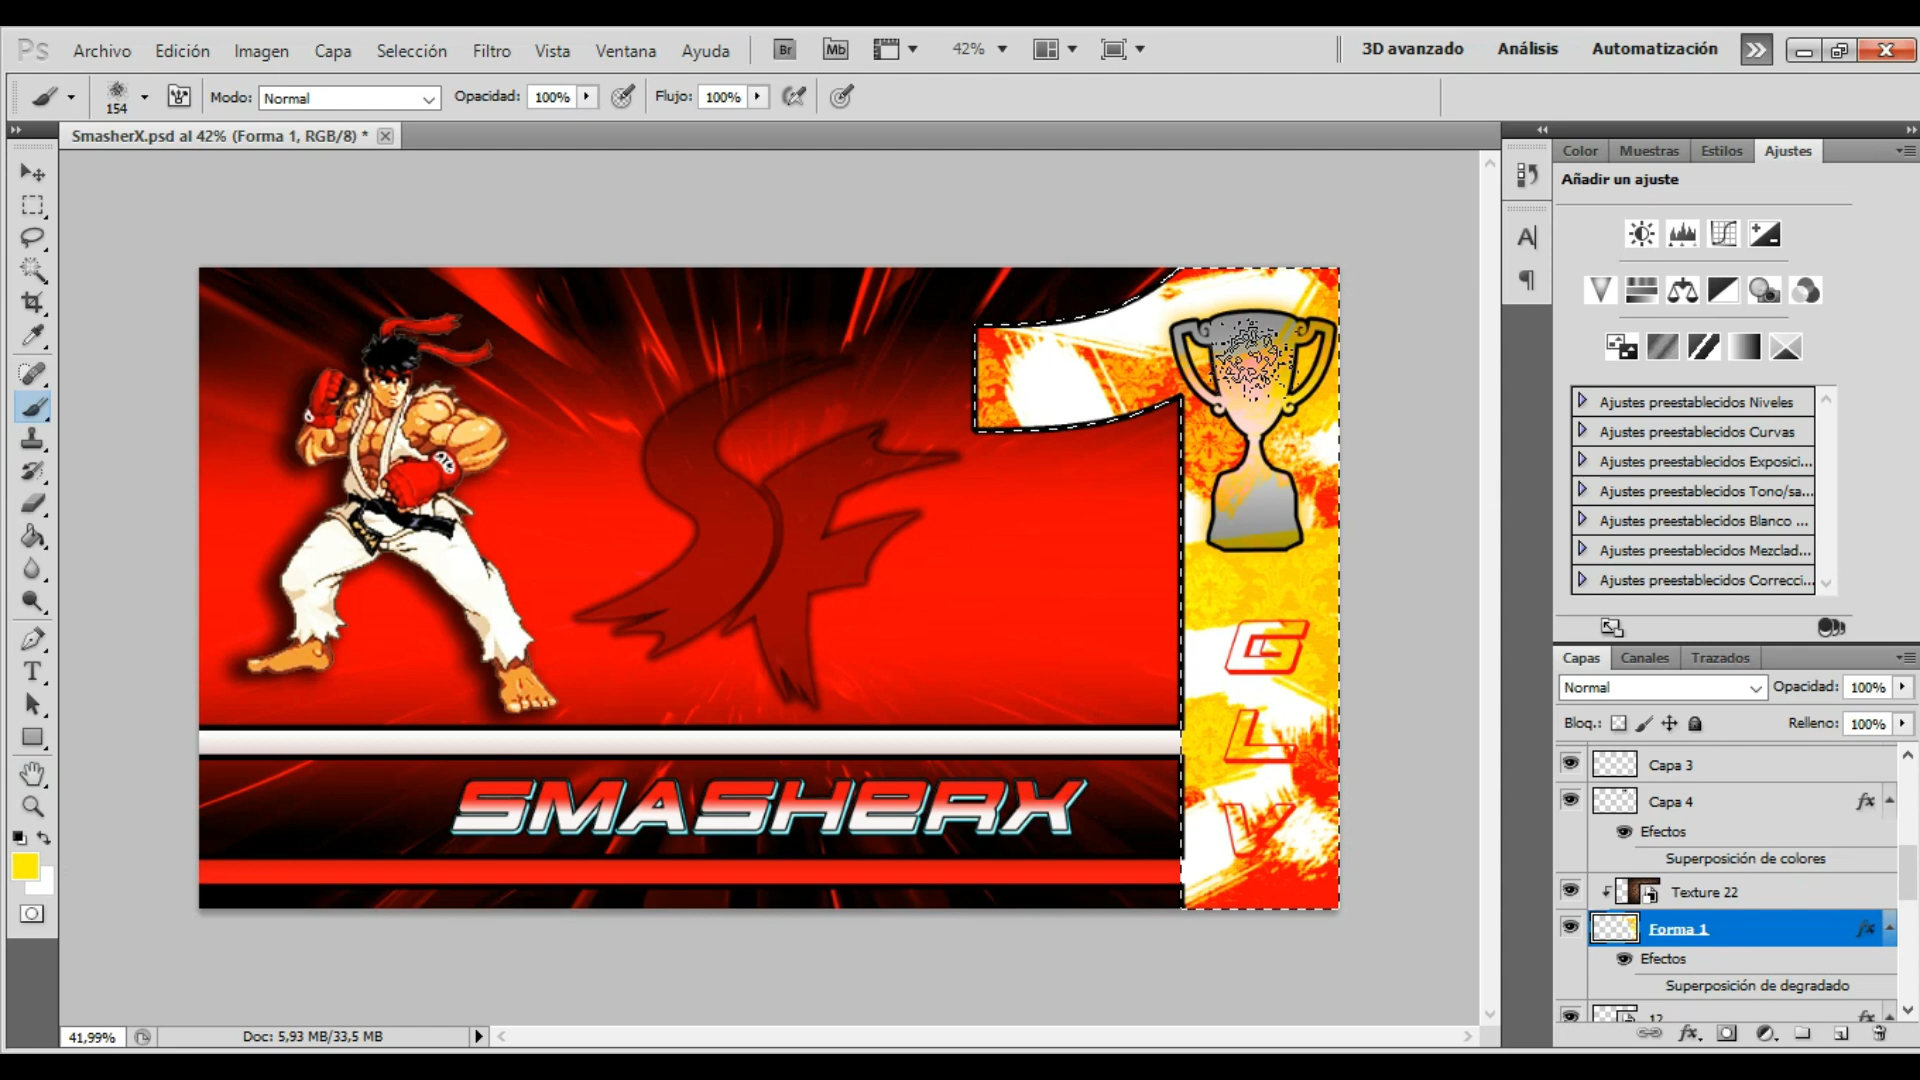 Ps Archivo Edición Imagen Capa Selección Filtro Vista Ventana Ayuda Br Mb 42% 3D avanzado Análisis Automatización
154 Modo: Normal Opacidad: 100% Flujo: 100%
SmasherX.psd al 42% (Forma 1, RGB/8) *
Color Muestras Estilos Ajustes
Añadir un ajuste
Ajustes preestablecidos Niveles
Ajustes preestablecidos Curvas
Ajustes preestablecidos Exposici...
Ajustes preestablecidos Tono/sa...
Ajustes preestablecidos Blanco ...
Ajustes preestablecidos Mezclad...
Ajustes preestablecidos Correcci...
SF
G
L
V
SMASHERX
Capas Canales Trazados
Normal Opacidad: 100%
Bloq.: Relleno: 100%
Capa 3
Capa 4 fx
Efectos
Superposición de colores
Texture 22
Forma 1 fx
Efectos
Superposición de degradado
12 fx
41,99% Doc: 5,93 MB/33,5 MB